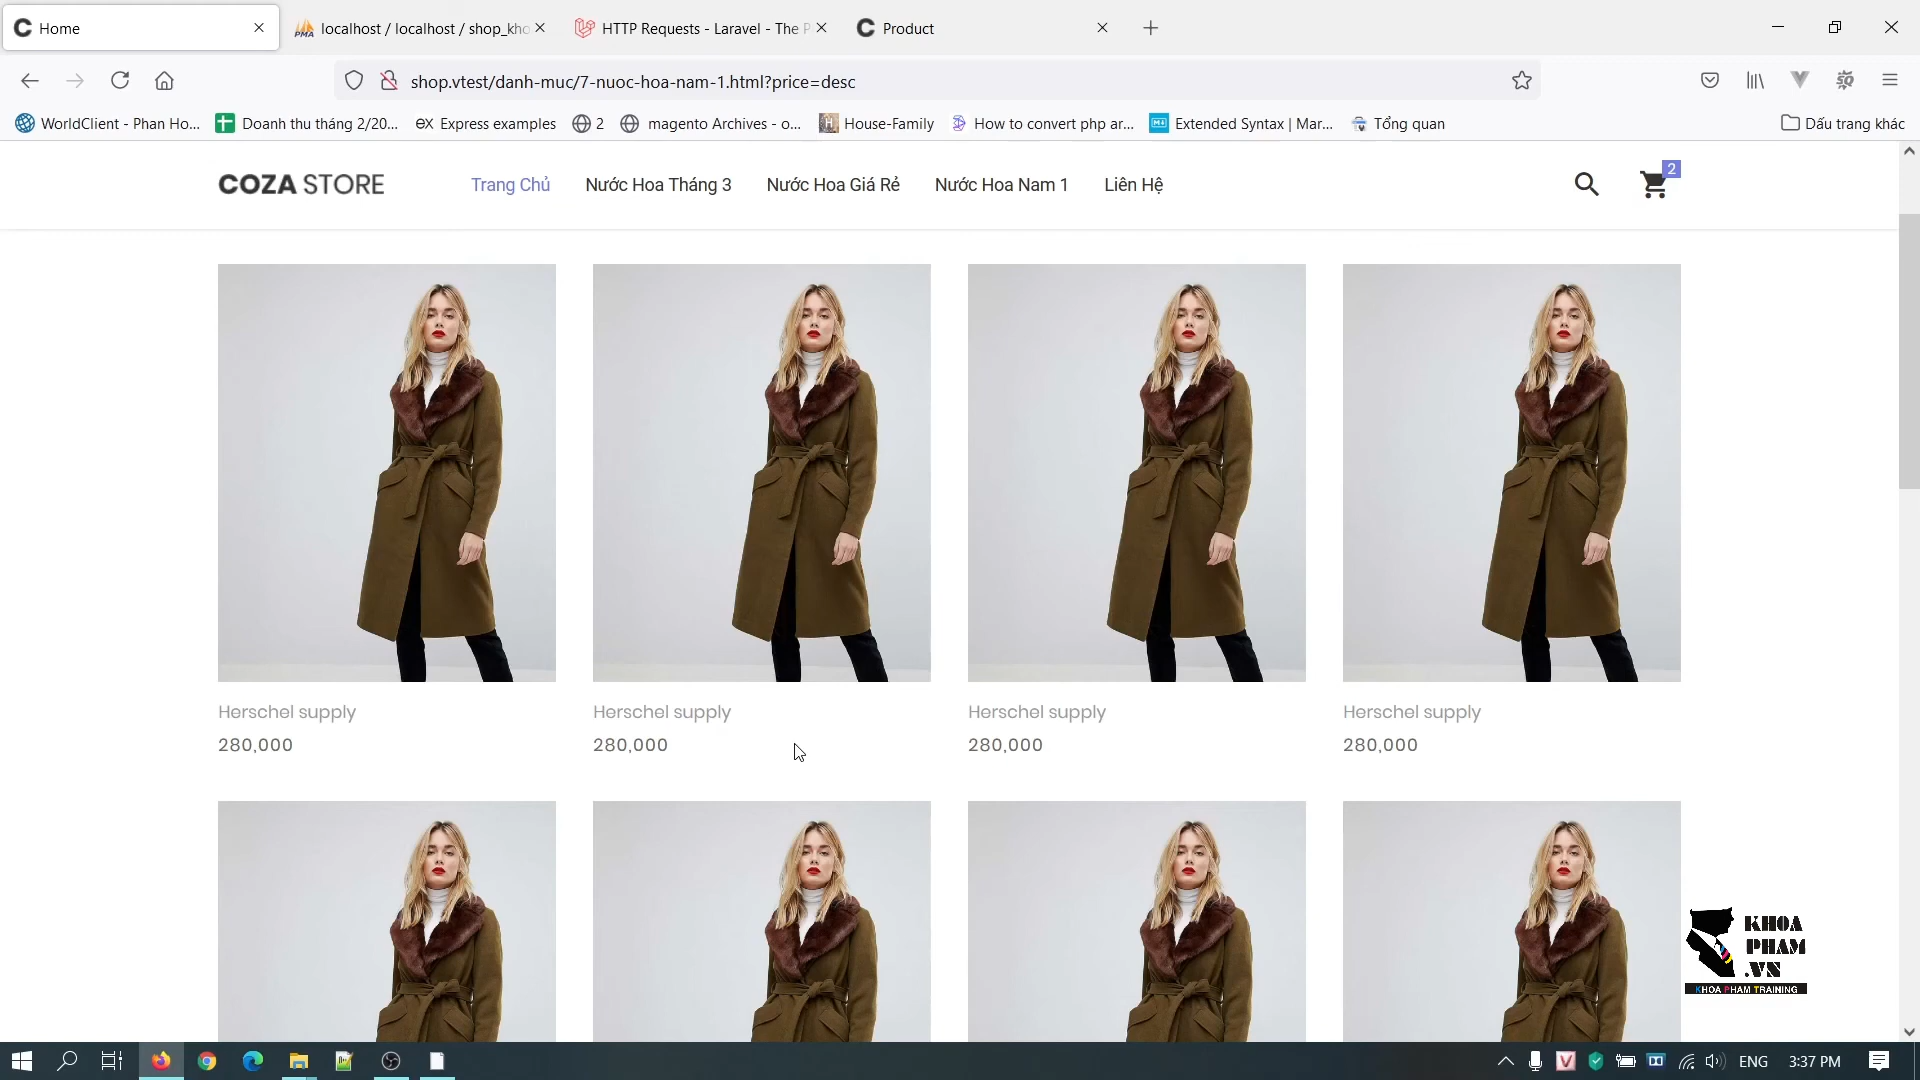 Home
localhost / localhost / shop_kho
HTTP Requests - Laravel - The P
Product
shop.vtest/danh-muc/7-nuoc-hoa-nam-1.html?price=desc
WorldClient - Phan Ho...
Doanh thu tháng 2/20...
eX Express examples
2
magento Archives - o...
House-Family
How to convert php ar...
Extended Syntax | Mar...
Tổng quan
Dấu trang khác
COZA STORE
Trang Chủ
Nước Hoa Tháng 3
Nước Hoa Giá Rẻ
Nước Hoa Nam 1
Liên Hệ
2
Herschel supply
Herschel supply
Herschel supply
Herschel supply
280,000
280,000
280,000
280,000
KHOA
PHAM
.VN
KHOA PHAM TRAINING
ENG
3:37 PM